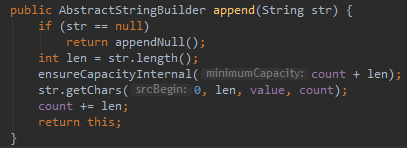 public AbstractStringBuilder append(String str) {
if (str == null)
return appendNull();
int len = str.length();
ensureCapacityInternal( minimumCapacity: count + len);
str.getChars( srcBegin: 0, len, value, count);
count += len;
return this;
}